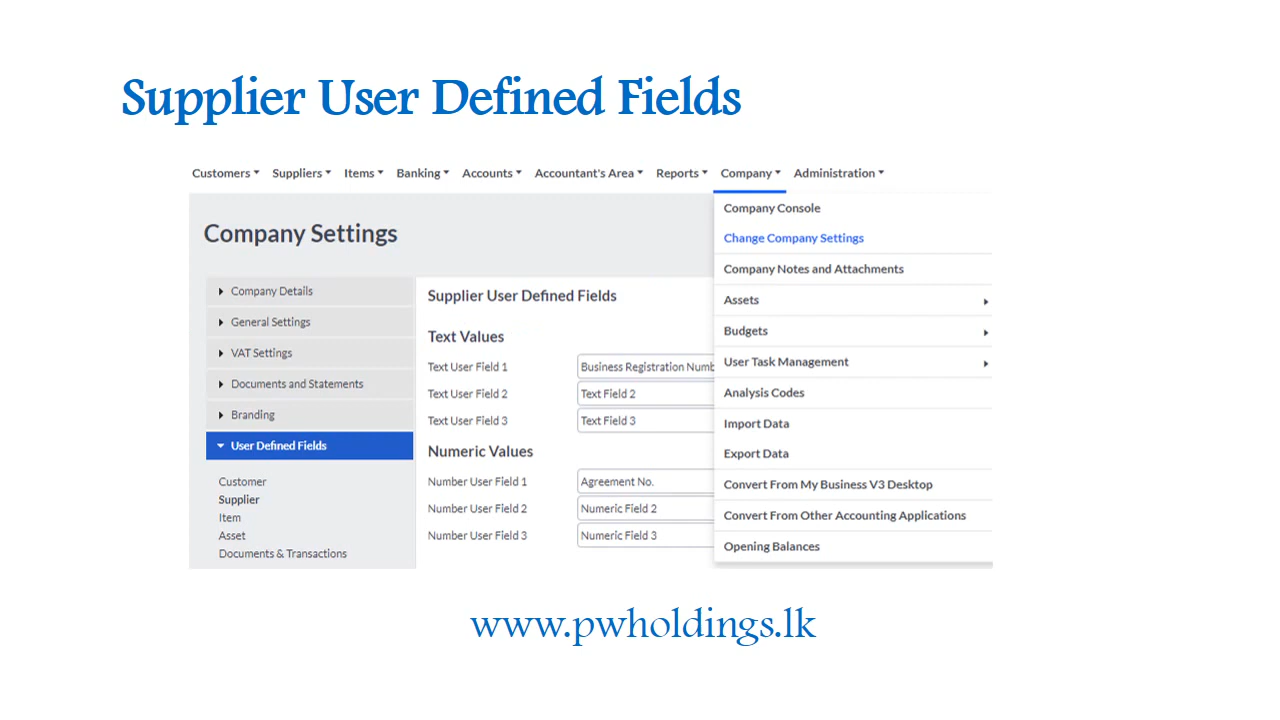 Supplier User Defined Fields
Customers Suppliers Items Banking Accounts Accountant's Area Reports Company Administration
Company Settings
Company Details
General Settings
VAT Settings
Documents and Statements
Branding
User Defined Fields
Customer
Supplier
Item
Asset
Documents & Transactions
Supplier User Defined Fields
Text Values
Text User Field 1 Business Registration Numb
Text User Field 2 Text Field 2
Text User Field 3 Text Field 3
Numeric Values
Number User Field 1 Agreement No.
Number User Field 2 Numeric Field 2
Number User Field 3 Numeric Field 3
Company Console
Change Company Settings
Company Notes and Attachments
Assets
Budgets
User Task Management
Analysis Codes
Import Data
Export Data
Convert From My Business V3 Desktop
Convert From Other Accounting Applications
Opening Balances
www.pwholdings.lk